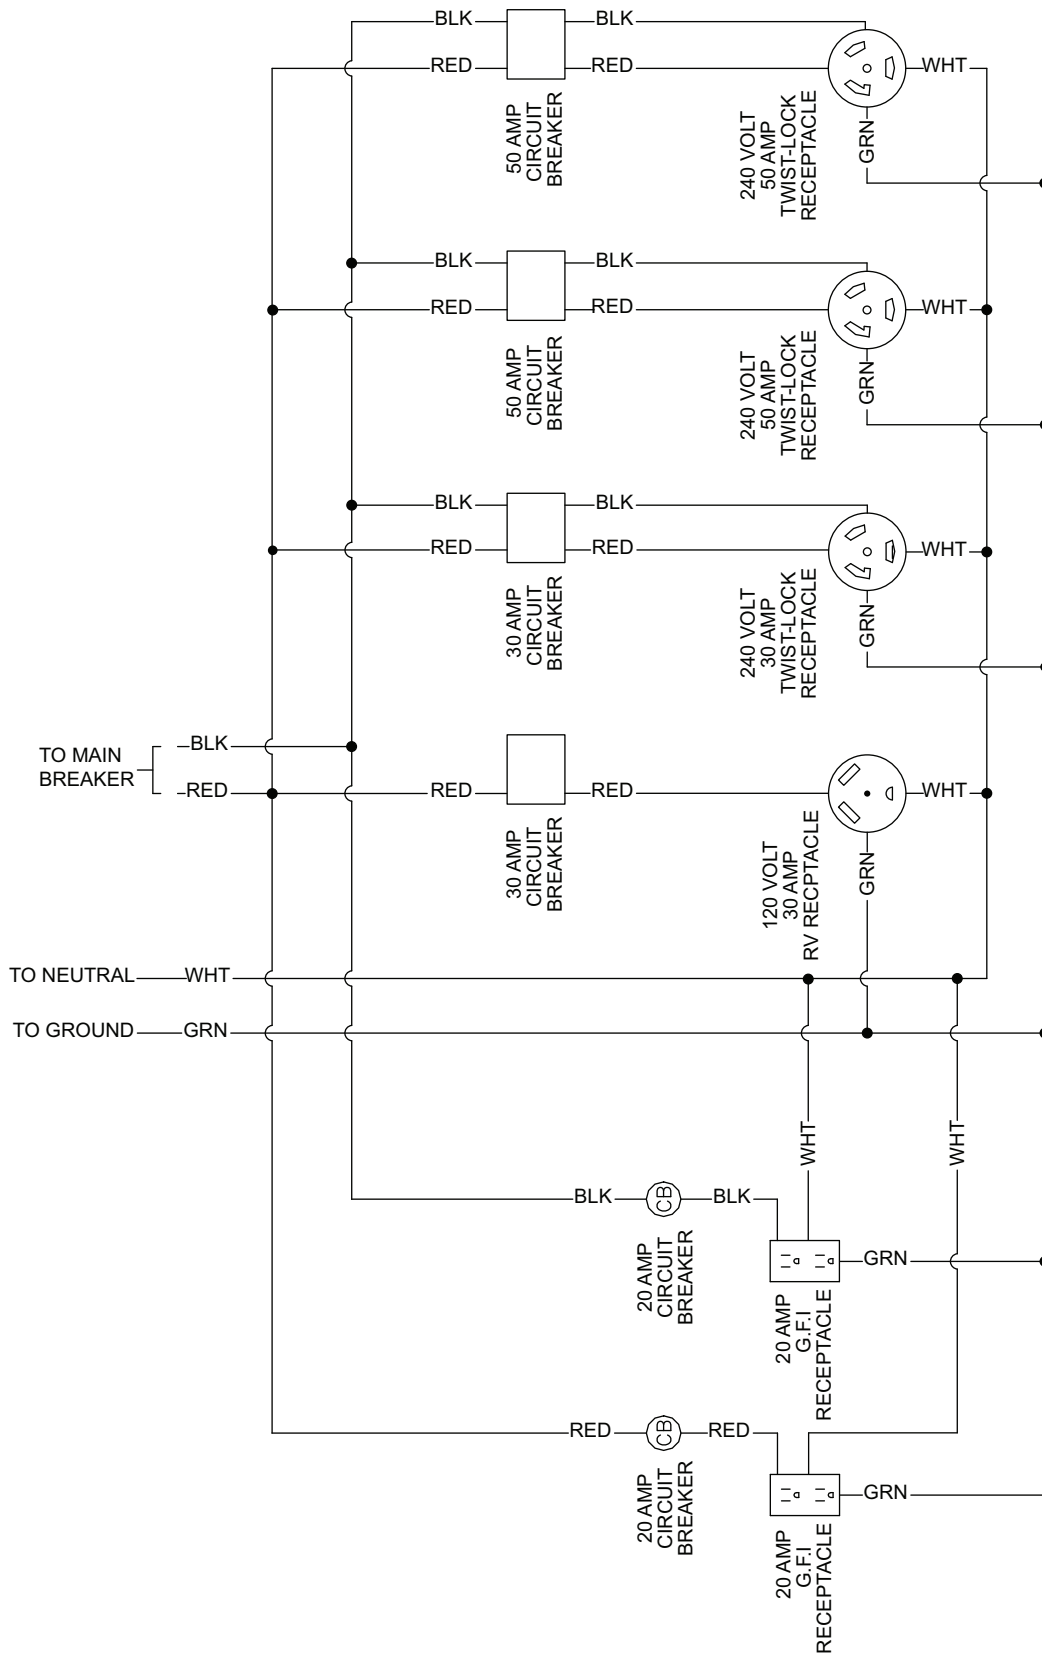 BLK
BLK
RED
RED
WHT
GRN
50 AMP
CIRCUIT
BREAKER
240 VOLT
50 AMP
TWIST-LOCK
RECEPTACLE
BLK
BLK
RED
RED
WHT
GRN
50 AMP
CIRCUIT
BREAKER
240 VOLT
50 AMP
TWIST-LOCK
RECEPTACLE
BLK
BLK
RED
RED
WHT
GRN
30 AMP
CIRCUIT
BREAKER
240 VOLT
30 AMP
TWIST-LOCK
RECEPTACLE
TO MAIN
BREAKER
BLK
RED
RED
RED
WHT
GRN
30 AMP
CIRCUIT
BREAKER
120 VOLT
30 AMP
RV RECPTACLE
TO NEUTRAL
WHT
TO GROUND
GRN
WHT
WHT
BLK
CB
BLK
20 AMP
CIRCUIT
BREAKER
GRN
20 AMP
G.F.I
RECEPTACLE
RED
CB
RED
20 AMP
CIRCUIT
BREAKER
GRN
20 AMP
G.F.I
RECEPTACLE